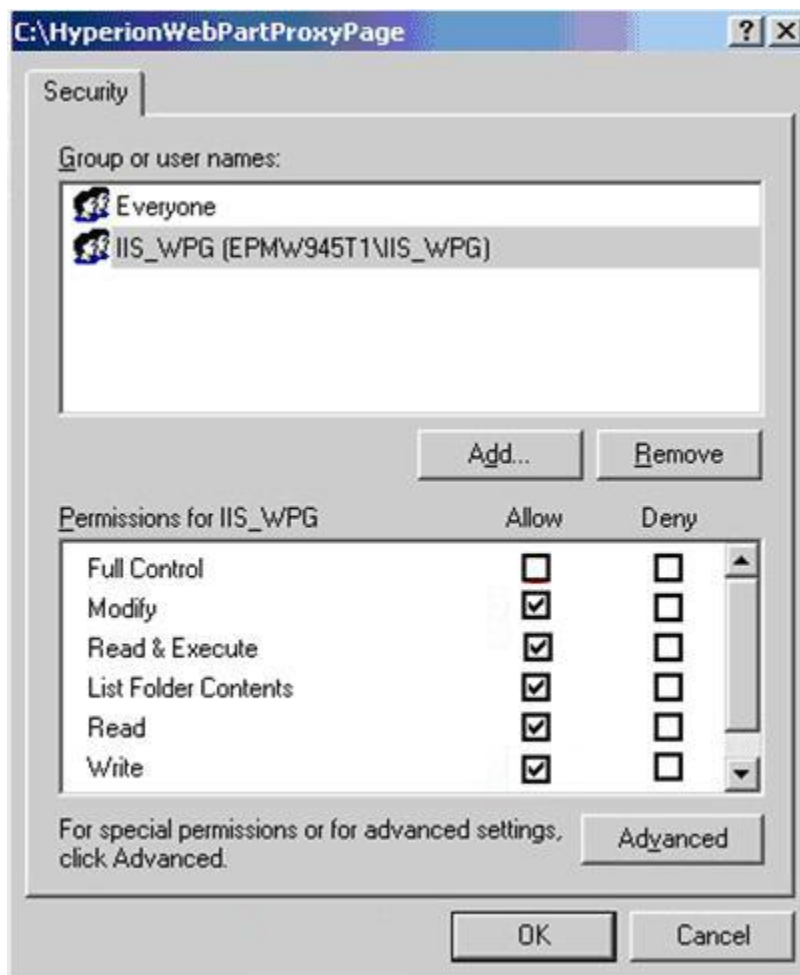 C:\HyperionWebPartProxyPage
Security
Group or user names:
Everyone
IIS_WPG (EPMW945T1\IIS_WPG)
Add...
Remove
Permissions for IIS_WPG
Allow
Deny
Full Control
Modify
Read & Execute
List Folder Contents
Read
Write
For special permissions or for advanced settings,
click Advanced.
Advanced
OK
Cancel